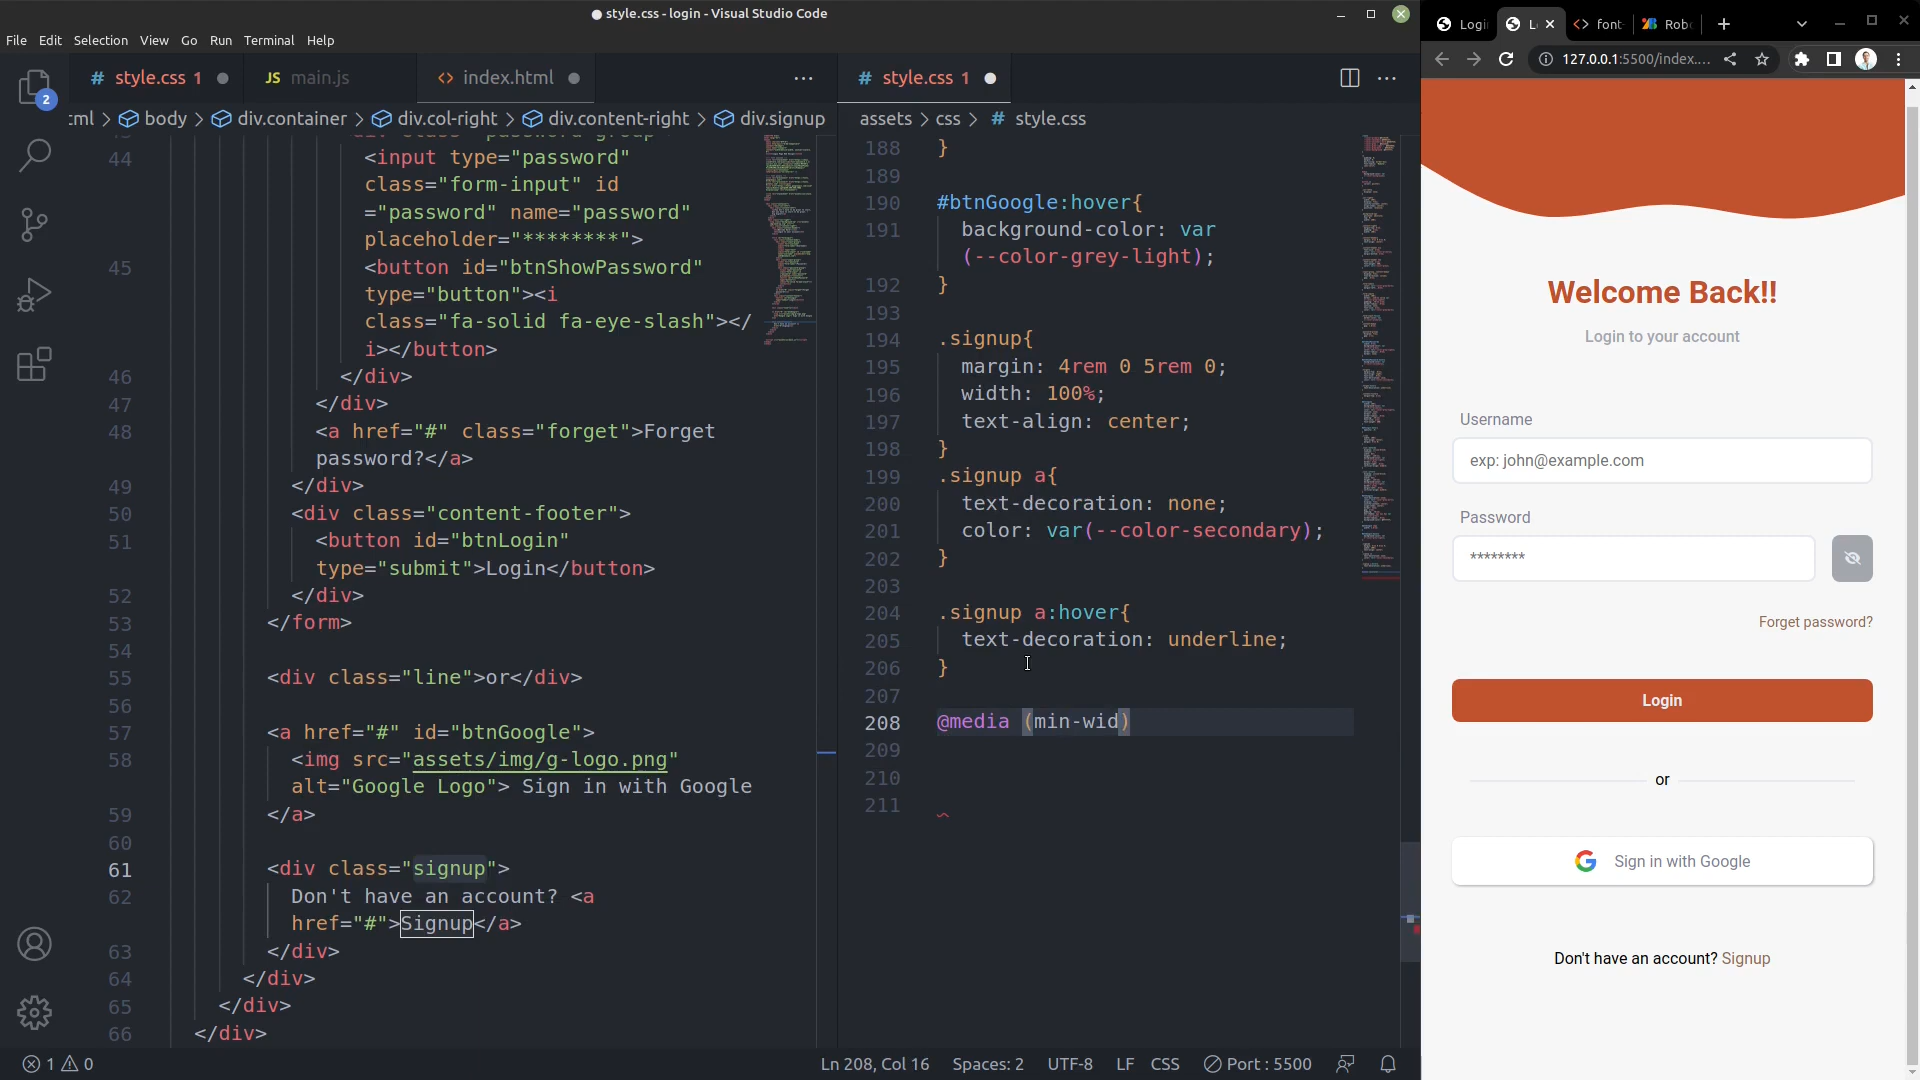 style.css - login - Visual Studio Code
File Edit Selection View Go Run Terminal Help
# style.css 1
JS main.js
<> index.html
···
# style.css 1
···
body > div.container > div.col-right > div.content-right > div.signup
assets > css > # style.css
44 <input type="password"
class="form-input" id
="password" name="password"
placeholder="********">
45 <button id="btnShowPassword"
type="button"><i
class="fa-solid fa-eye-slash"></
i></button>
46 </div>
47 </div>
48 <a href="#" class="forget">Forget
password?</a>
49 </div>
50 <div class="content-footer">
51 <button id="btnLogin"
type="submit">Login</button>
52 </div>
53 </form>
54
55 <div class="line">or</div>
56
57 <a href="#" id="btnGoogle">
58 <img src="assets/img/g-logo.png"
alt="Google Logo"> Sign in with Google
59 </a>
60
61 <div class="signup">
62 Don't have an account? <a
href="#">Signup</a>
63 </div>
64 </div>
65 </div>
66 </div>
188 }
189
190 #btnGoogle:hover{
191 background-color: var
(--color-grey-light);
192 }
193
194 .signup{
195 margin: 4rem 0 5rem 0;
196 width: 100%;
197 text-align: center;
198 }
199 .signup a{
200 text-decoration: none;
201 color: var(--color-secondary);
202 }
203
204 .signup a:hover{
205 text-decoration: underline;
206 }
207
208 @media (min-wid)
209
210
211
2
1 0
Ln 208, Col 16 Spaces: 2 UTF-8 LF CSS Port : 5500
Logi
L
<> font
Rob
127.0.0.1:5500/index....
Welcome Back!!
Login to your account
Username
exp: john@example.com
Password
********
Forget password?
Login
or
Sign in with Google
Don't have an account? Signup